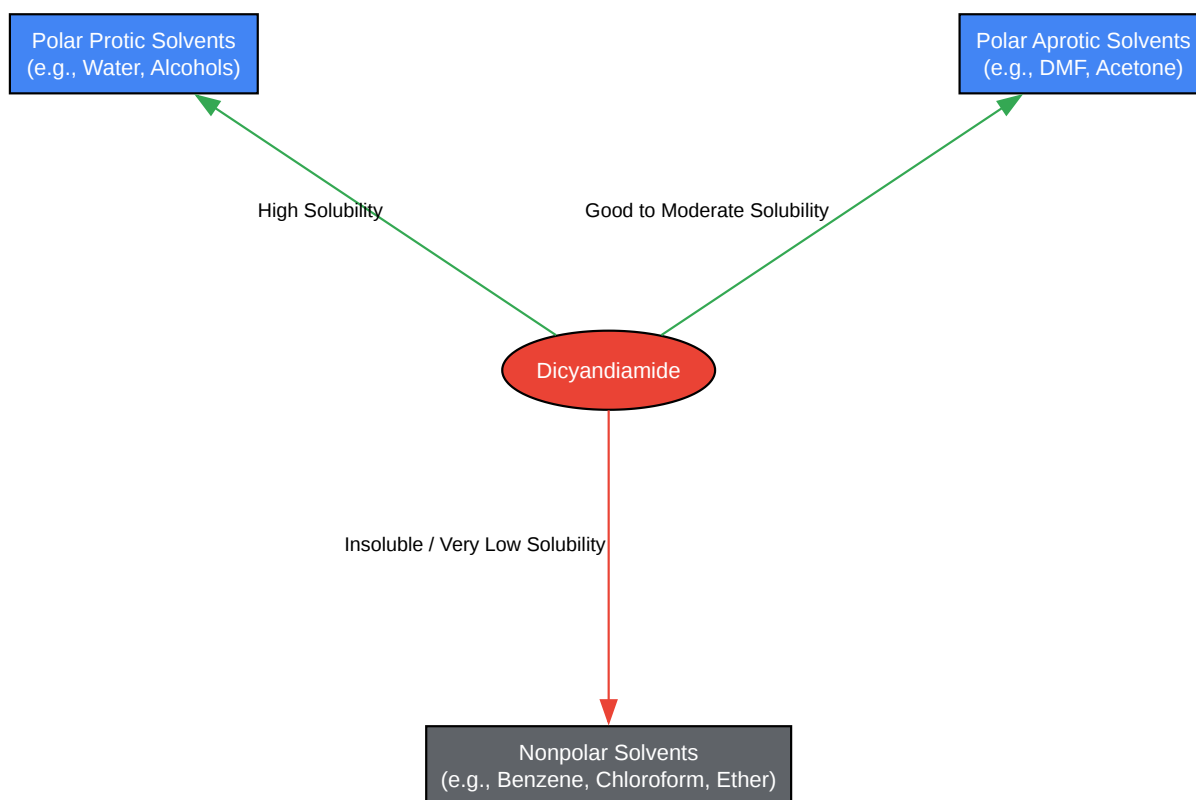 Polar Protic Solvents
(e.g., Water, Alcohols)
Polar Aprotic Solvents
(e.g., DMF, Acetone)
High Solubility
Good to Moderate Solubility
Dicyandiamide
Insoluble / Very Low Solubility
Nonpolar Solvents
(e.g., Benzene, Chloroform, Ether)